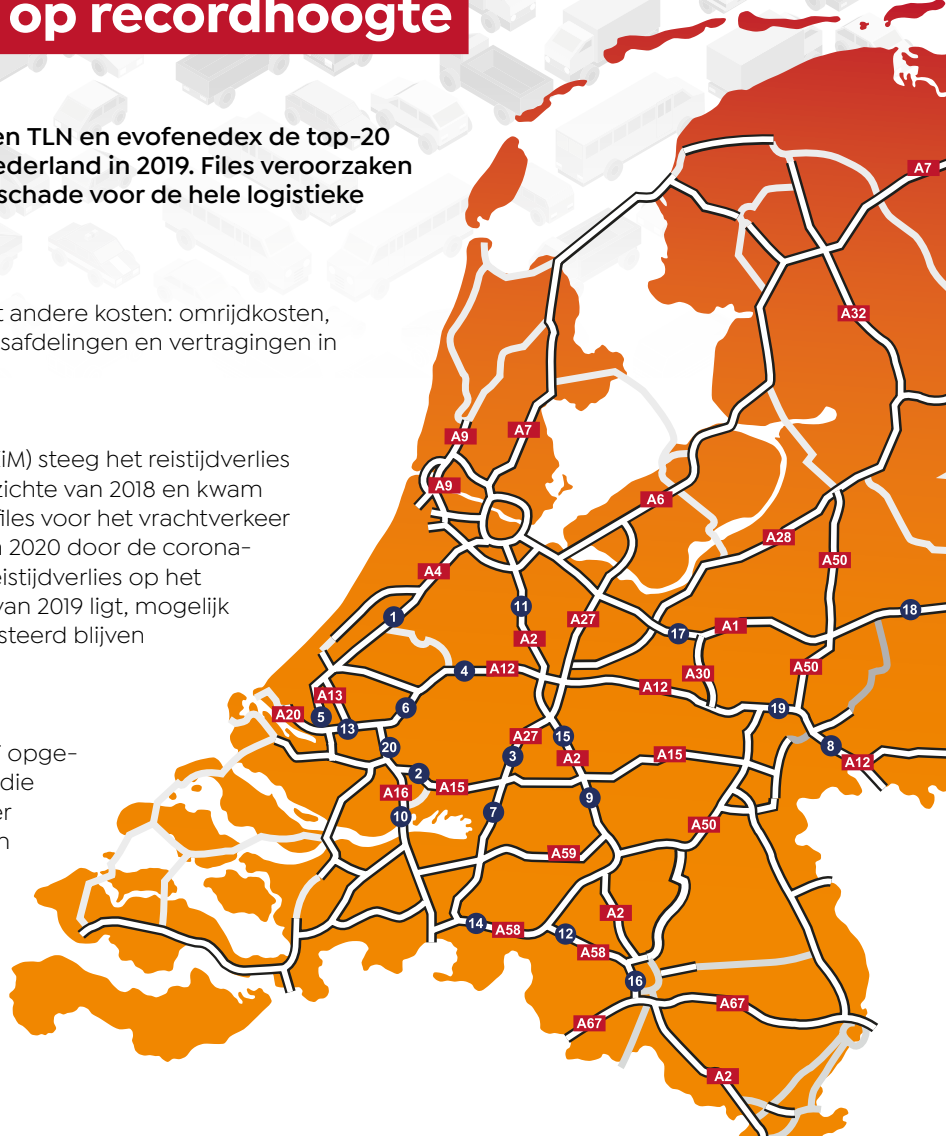 op recordhoogte
en TLN en evofenedex de top-20
ederland in 2019. Files veroorzaken
schade voor de hele logistieke
t andere kosten: omrijdkosten,
safdelingen en vertragingen in
iM) steeg het reistijdverlies
zichte van 2018 en kwam
files voor het vrachtverkeer
2020 door de corona-
eistijdverlies op het
van 2019 ligt, mogelijk
steerd blijven
opge-
die
er
n
A7
A32
A9
A7
A9
A6
A28
A50
A4
11
18
1
A27
A2
17
A1
4
A12
A30
A50
A12
A13
A20
5
6
19
13
A27
15
20
3
A2
A15
8
A12
2
A15
A16
9
10
7
A50
A59
A2
14
A58
12
A58
16
A67
A67
A2